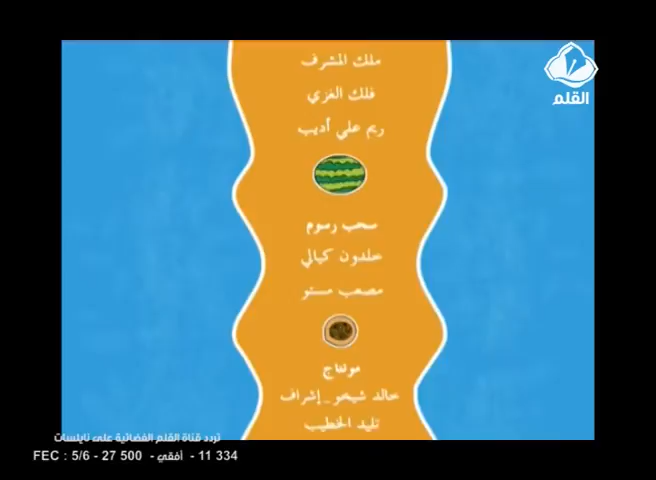 القلم
ملك المشرف
فلك الغزي
ريم علي أديب
سحب رسوم
خلدون كيالي
مصعب مستو
مونتاج
خالد شيخو _ إشراف
تليد الخطيب
تردد قناة القلم الفضائية على نايلسات
FEC : 5/6 - 27 500 - أفقي - 11 334